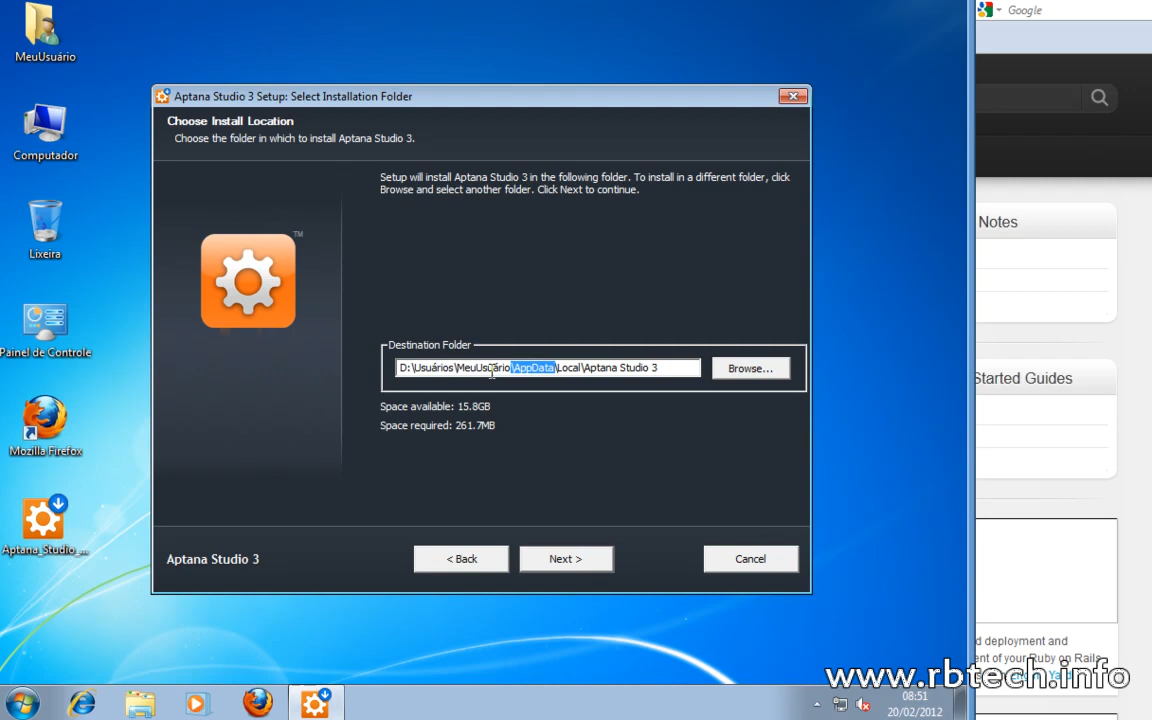 Google
MeuUsuário
Aptana Studio 3 Setup: Select Installation Folder
Choose Install Location
Choose the folder in which to install Aptana Studio 3.
Computador
Setup will install Aptana Studio 3 in the following folder. To install in a different folder, click
Browse and select another folder. Click Next to continue.
Notes
Lixeira
TM
Painel de Controle
Destination Folder
D:\Usuários\MeuUsuário\AppData\Local\Aptana Studio 3
Browse...
Started Guides
Space available: 15.8GB
Space required: 261.7MB
Mozilla Firefox
Aptana_Studio_...
Aptana Studio 3
< Back
Next >
Cancel
d deployment and
ent of your Ruby on Rails
www.rbtech.info
08:51
20/02/2012